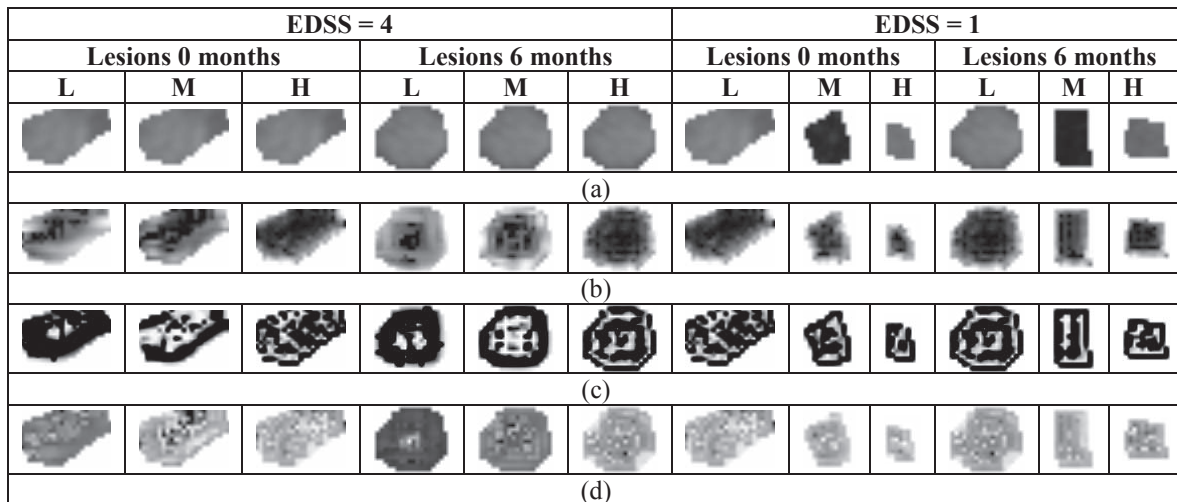 EDSS = 4 EDSS = 1
Lesions 0 months Lesions 6 months Lesions 0 months Lesions 6 months
L M H L M H L M H L M H
(a)
(b)
(c)
(d)